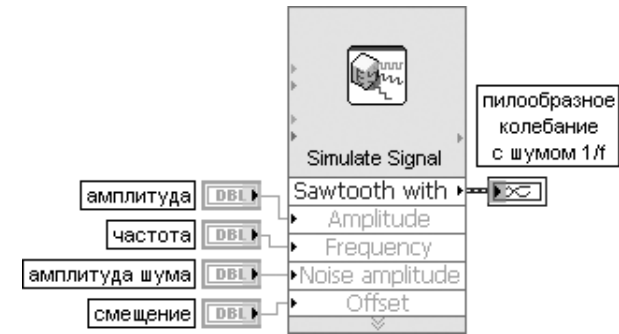 пилообразное
колебание
с шумом 1/f
Simulate Signal
Sawtooth with
амплитуда
DBL
Amplitude
частота
DBL
Frequency
амплитуда шума
DBL
Noise amplitude
смещение
DBL
Offset